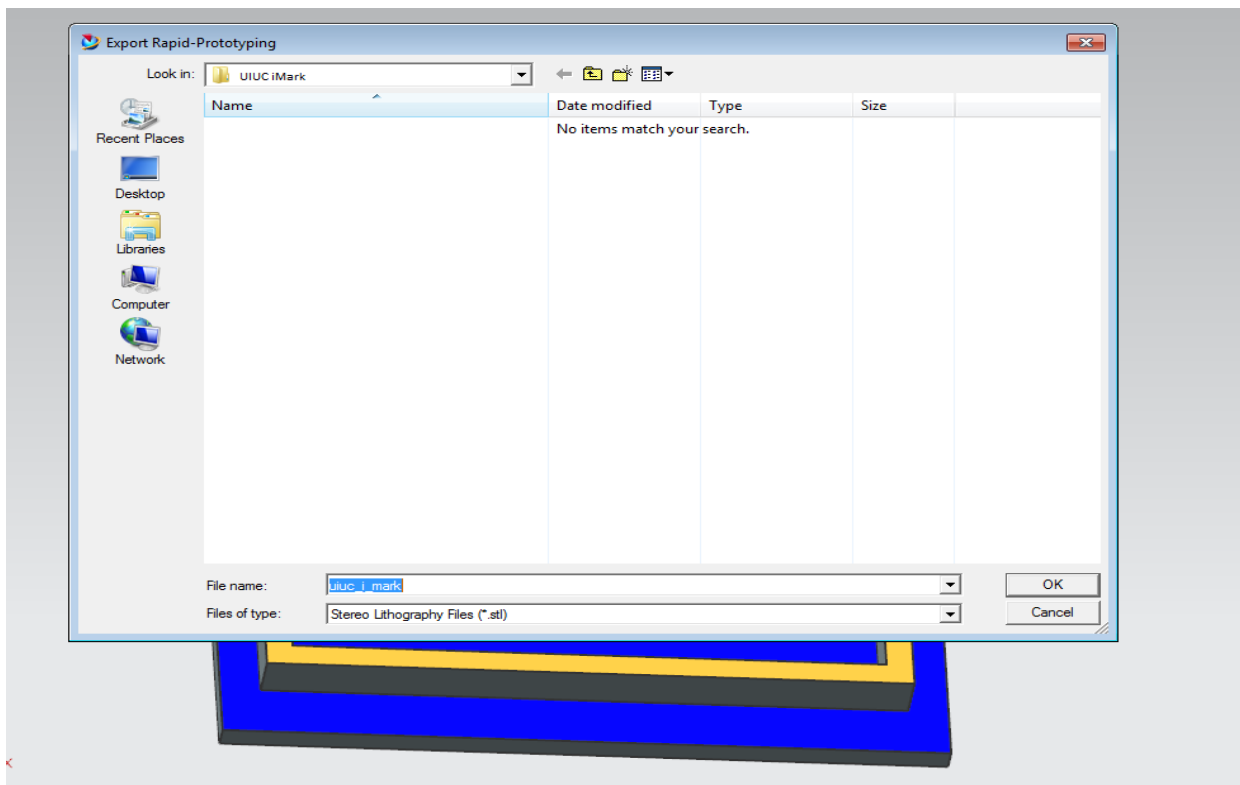 Export Rapid-Prototyping
Look in: UIUC iMark
Name Date modified Type Size
No items match your search.
Recent Places
Desktop
Libraries
Computer
Network
File name: uiuc_i_mark OK
Files of type: Stereo Lithography Files (*.stl) Cancel
X